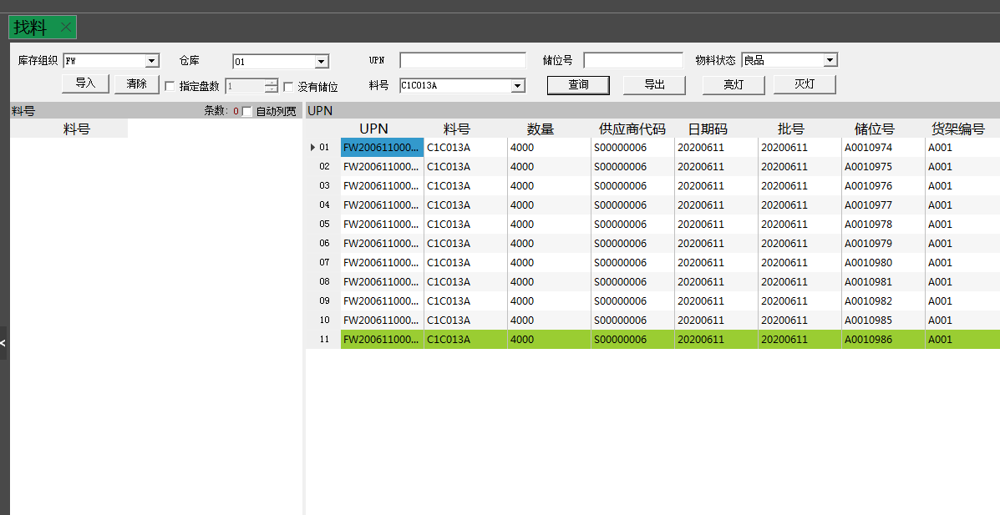 找料
库存组织 FW 仓库 01 UPN 储位号 物料状态 良品
导入 清除 指定盘数 1 没有储位 料号 C1C013A 查询 导出 亮灯 灭灯
料号 条数: 0 自动列宽 UPN
料号 UPN 料号 数量 供应商代码 日期码 批号 储位号 货架编号
01 FW200611000... C1C013A 4000 S00000006 20200611 20200611 A0010974 A001
02 FW200611000... C1C013A 4000 S00000006 20200611 20200611 A0010975 A001
03 FW200611000... C1C013A 4000 S00000006 20200611 20200611 A0010976 A001
04 FW200611000... C1C013A 4000 S00000006 20200611 20200611 A0010977 A001
05 FW200611000... C1C013A 4000 S00000006 20200611 20200611 A0010978 A001
06 FW200611000... C1C013A 4000 S00000006 20200611 20200611 A0010979 A001
07 FW200611000... C1C013A 4000 S00000006 20200611 20200611 A0010980 A001
08 FW200611000... C1C013A 4000 S00000006 20200611 20200611 A0010981 A001
09 FW200611000... C1C013A 4000 S00000006 20200611 20200611 A0010982 A001
10 FW200611000... C1C013A 4000 S00000006 20200611 20200611 A0010985 A001
11 FW200611000... C1C013A 4000 S00000006 20200611 20200611 A0010986 A001